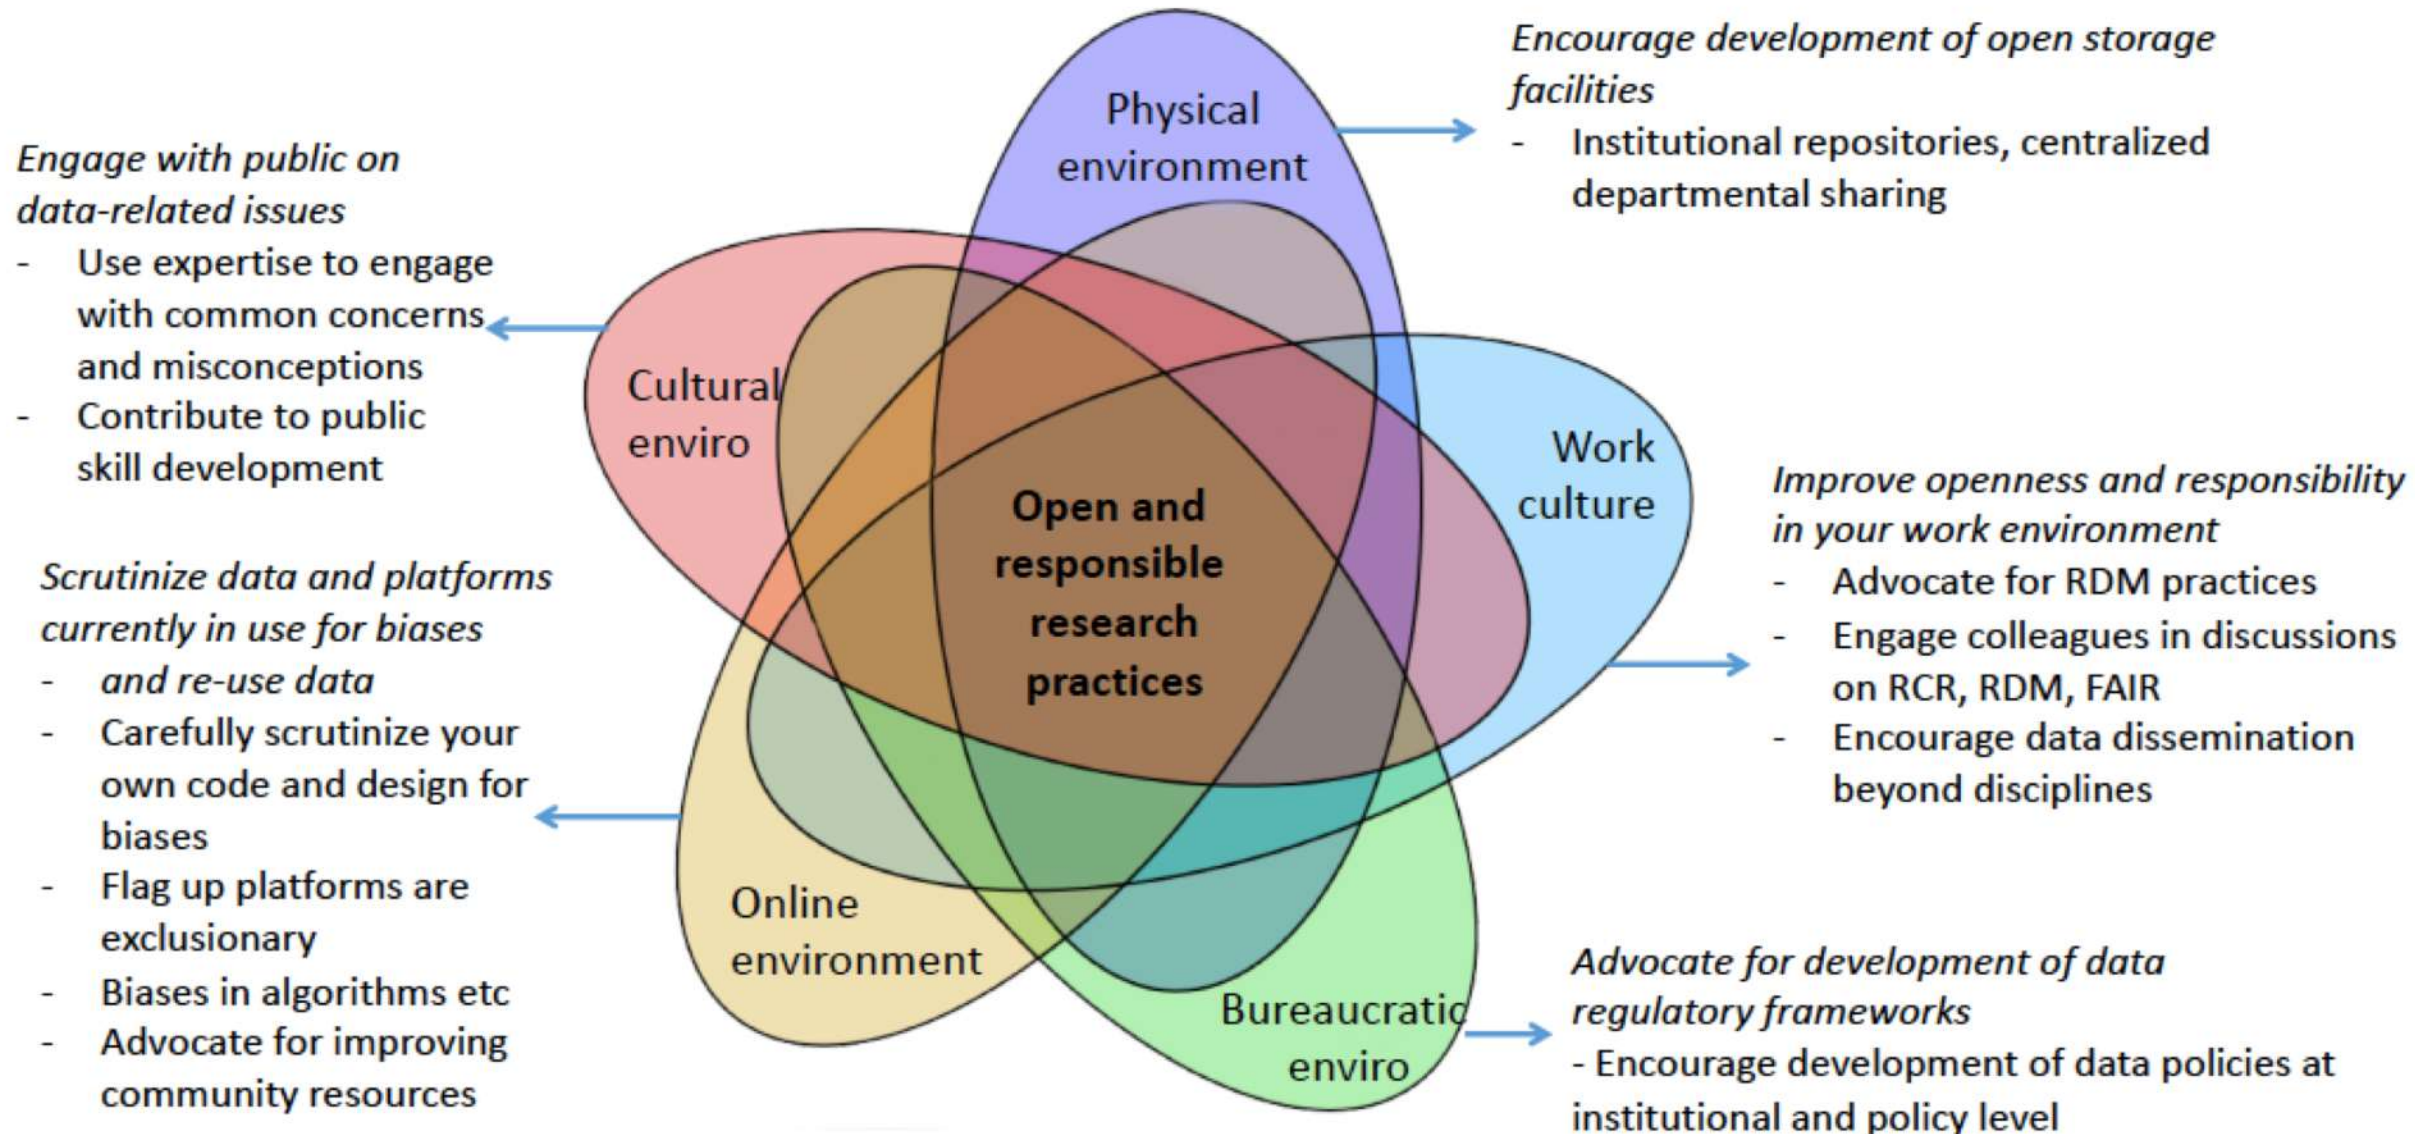 Physical
environment
Encourage development of open storage
facilities
- Institutional repositories, centralized
departmental sharing
Engage with public on
data-related issues
- Use expertise to engage
with common concerns
and misconceptions
- Contribute to public
skill development
Cultural
enviro
Work
culture
Improve openness and responsibility
in your work environment
- Advocate for RDM practices
- Engage colleagues in discussions
on RCR, RDM, FAIR
- Encourage data dissemination
beyond disciplines
Open and
responsible
research
practices
Scrutinize data and platforms
currently in use for biases
- and re-use data
- Carefully scrutinize your
own code and design for
biases
- Flag up platforms are
exclusionary
- Biases in algorithms etc
- Advocate for improving
community resources
Online
environment
Bureaucratic
enviro
Advocate for development of data
regulatory frameworks
- Encourage development of data policies at
institutional and policy level